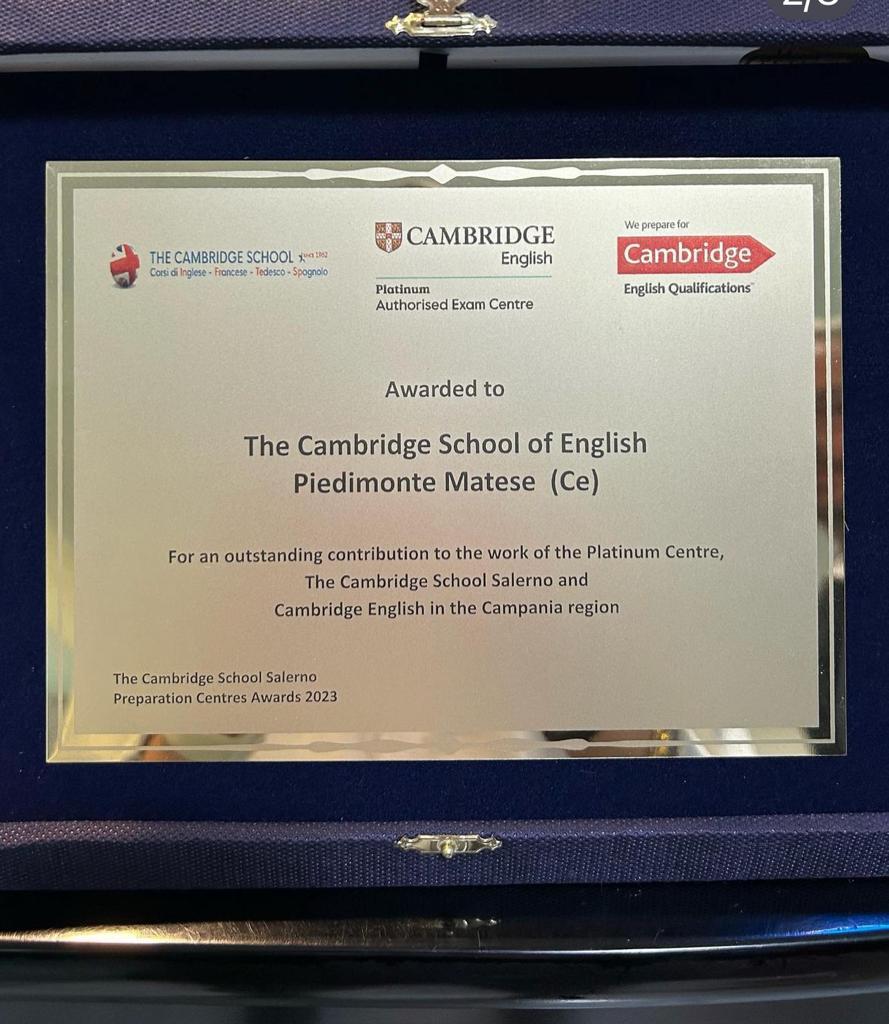 THE CAMBRIDGE SCHOOL since 1962
Corsi di Inglese - Francese - Tedesco - Spagnolo
CAMBRIDGE
English
Platinum
Authorised Exam Centre
We prepare for
Cambridge
English Qualifications
Awarded to
The Cambridge School of English
Piedimonte Matese (Ce)
For an outstanding contribution to the work of the Platinum Centre,
The Cambridge School Salerno and
Cambridge English in the Campania region
The Cambridge School Salerno
Preparation Centres Awards 2023